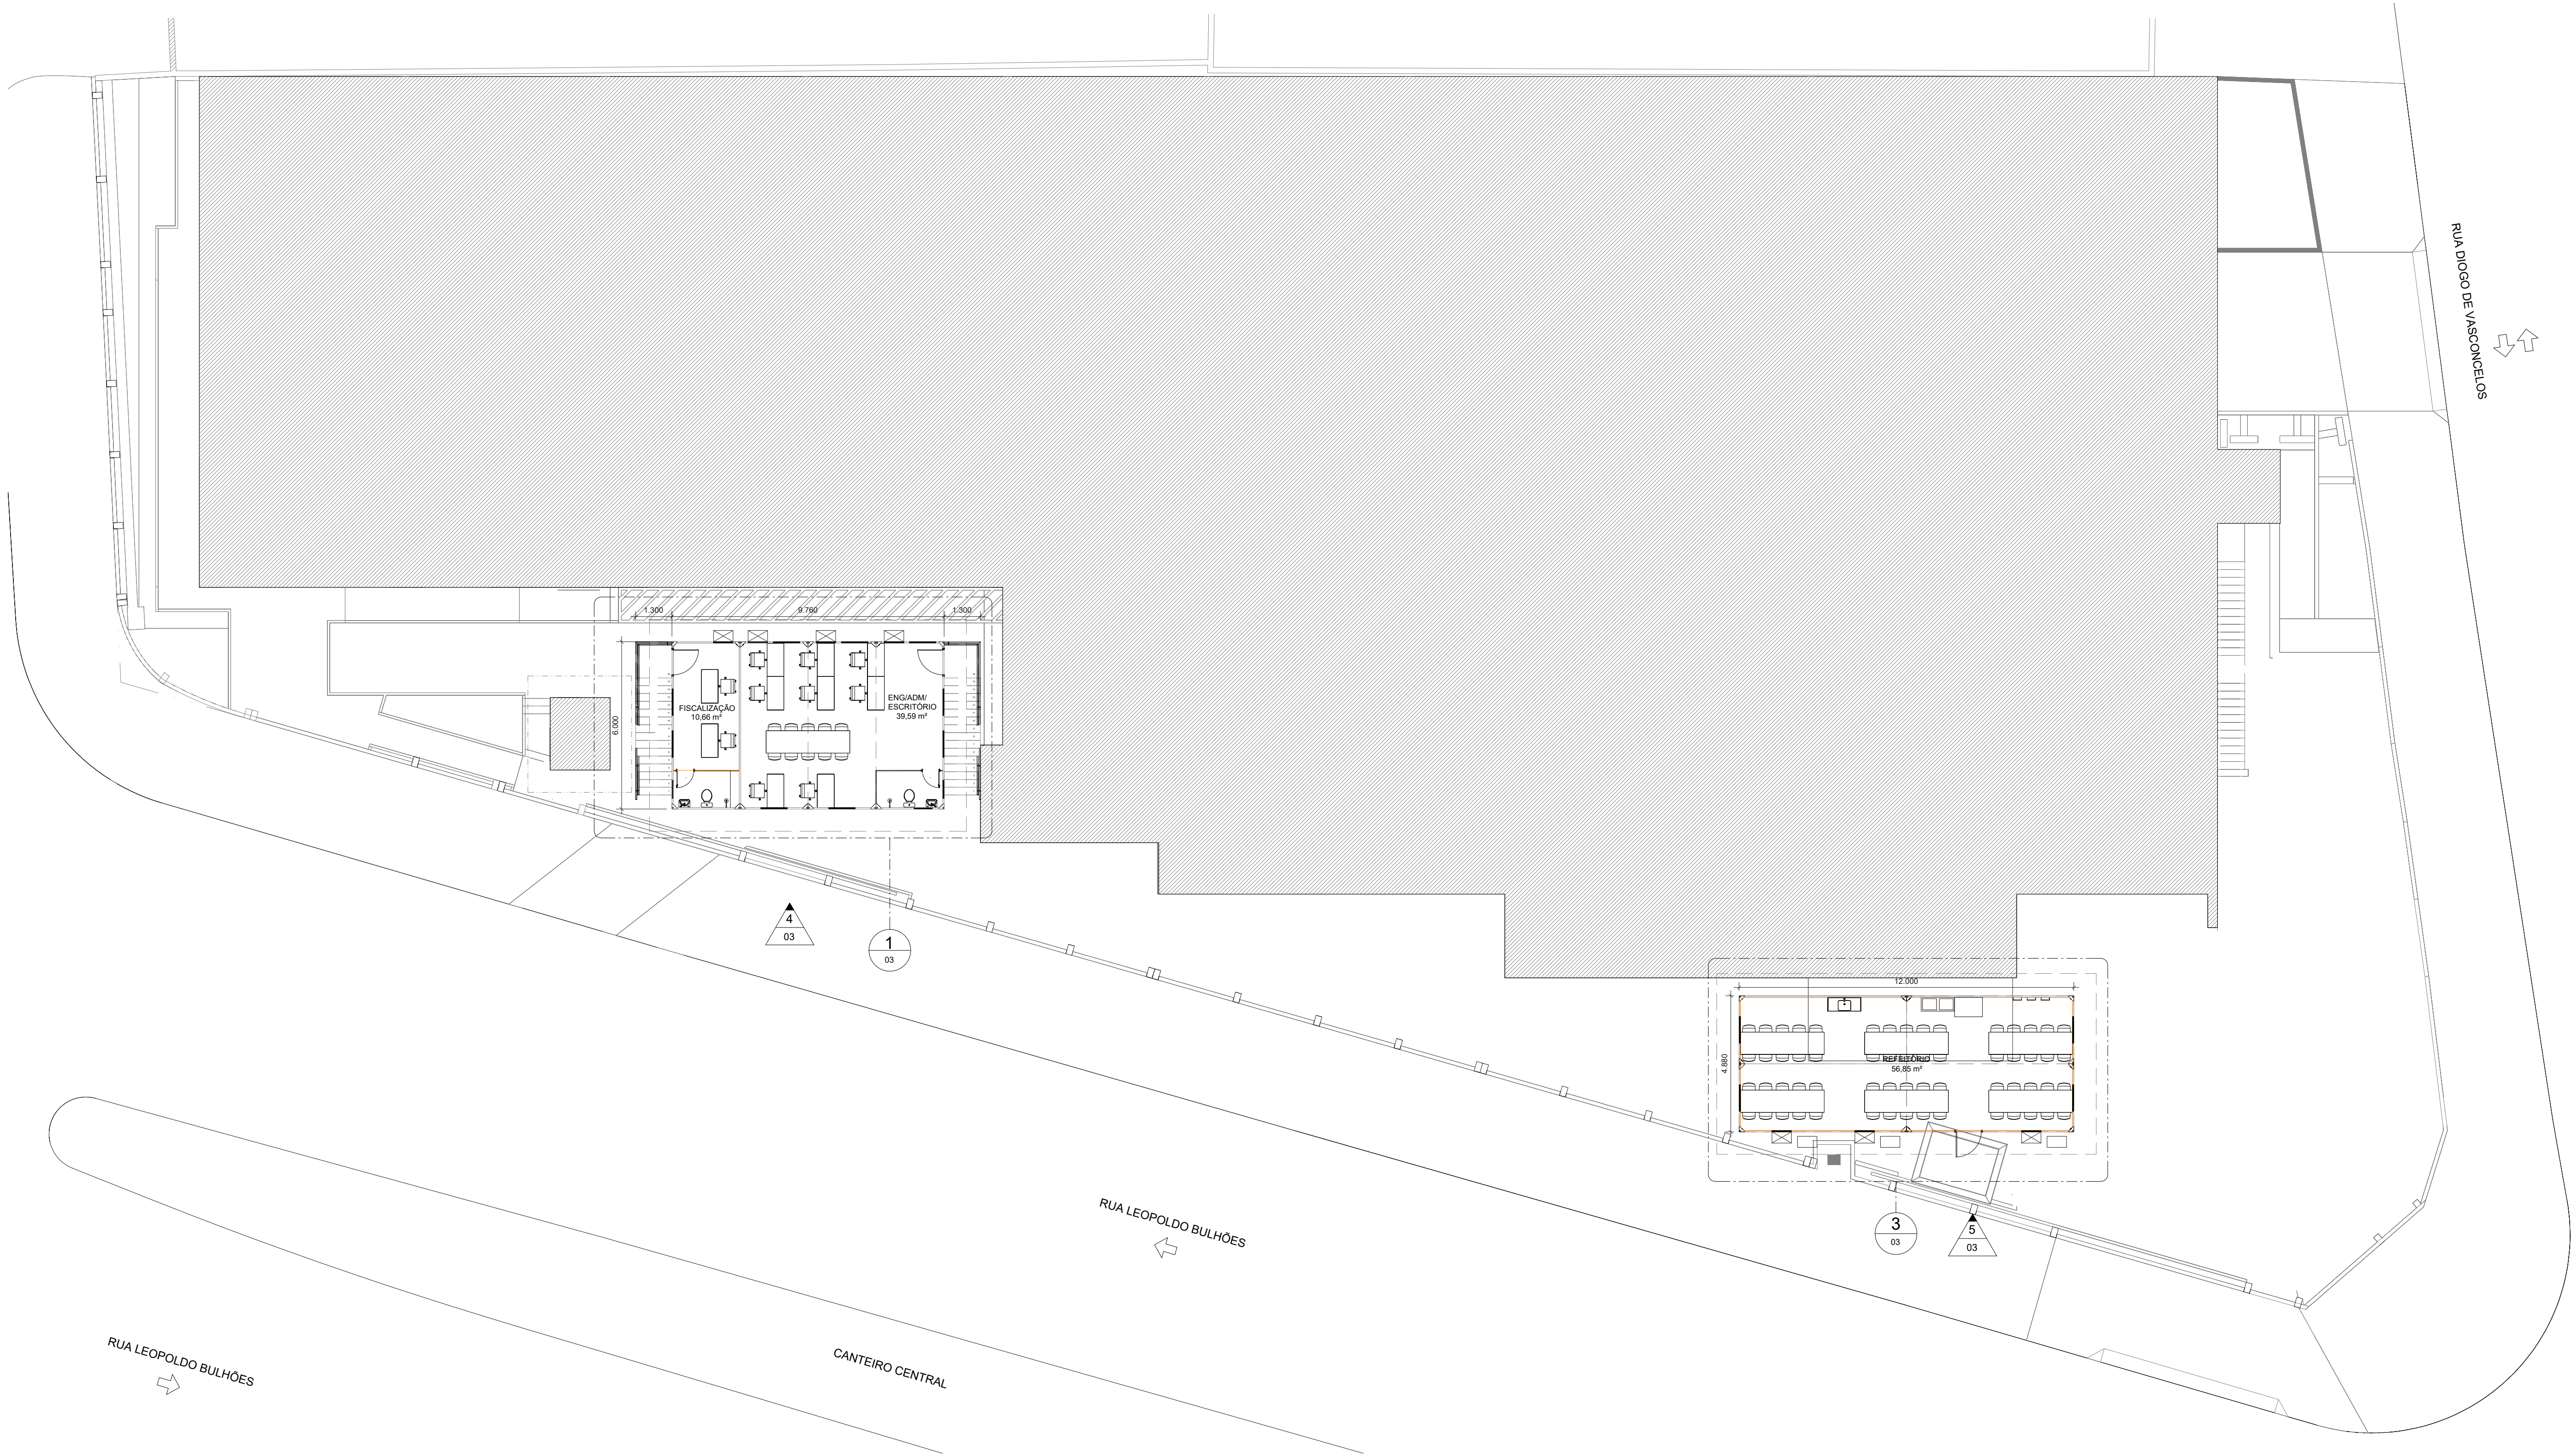 RUA DIOGO DE VASCONCELOS
1.300
9.760
1.300
6.000
FISCALIZAÇÃO
10,66 m²
ENG/ADM/
ESCRITÓRIO
39,59 m²
4
03
1
03
12.000
4.880
REFEITÓRIO
56,85 m²
3
03
5
03
RUA LEOPOLDO BULHÕES
RUA LEOPOLDO BULHÕES
CANTEIRO CENTRAL